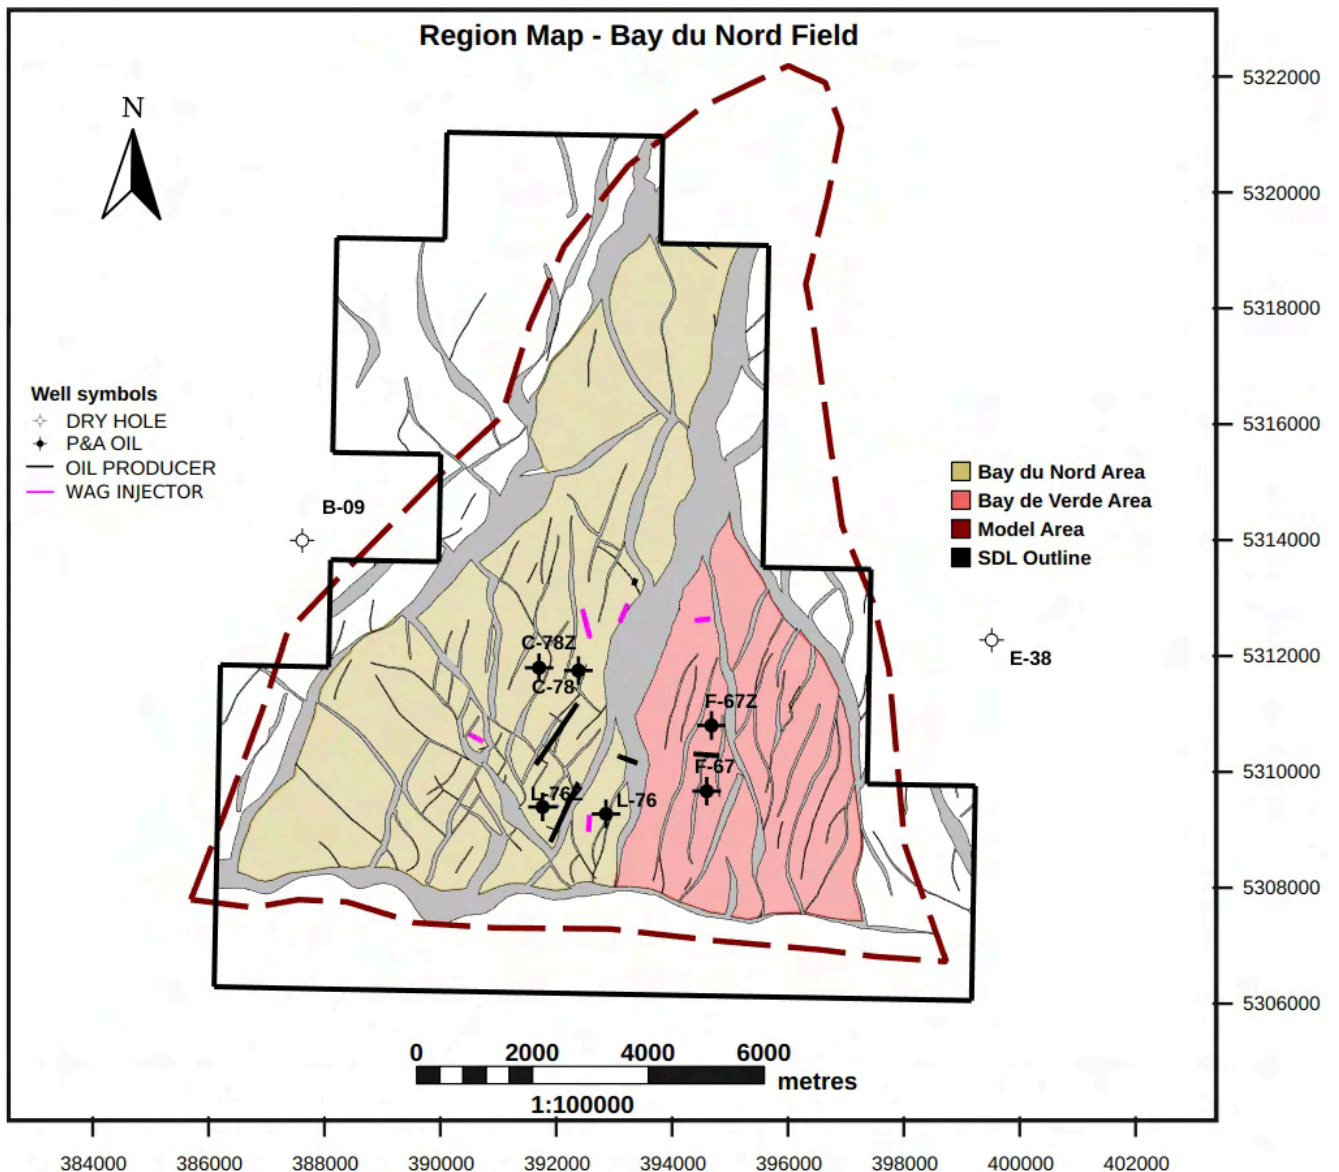 Region Map - Bay du Nord Field
N
5322000
5320000
5318000
5316000
5314000
5312000
5310000
5308000
5306000
Well symbols
DRY HOLE
P&A OIL
OIL PRODUCER
WAG INJECTOR
B-09
Bay du Nord Area
Bay de Verde Area
Model Area
SDL Outline
E-38
C-78Z
C-78
F-67Z
F-67
L-76Z
L-76
0 2000 4000 6000
metres
1:100000
384000 386000 388000 390000 392000 394000 396000 398000 400000 402000